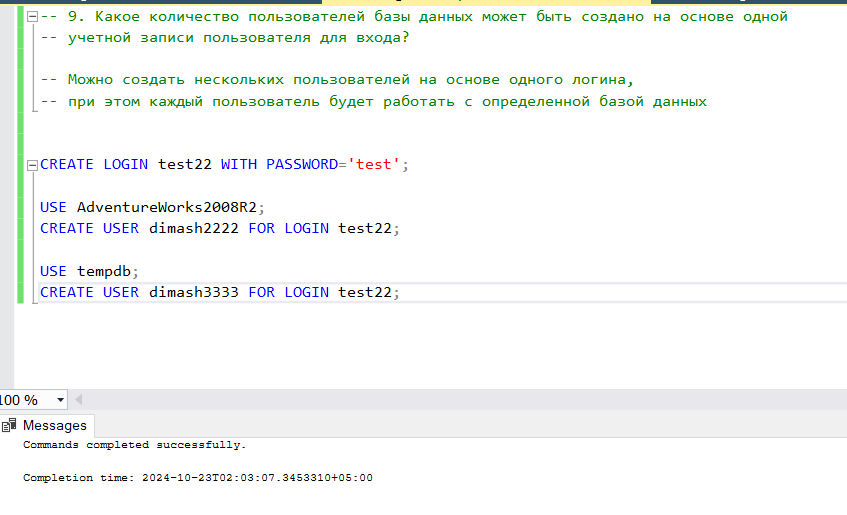 -- 9. Какое количество пользователей базы данных может быть создано на основе одной
-- учетной записи пользователя для входа?
-- Можно создать нескольких пользователей на основе одного логина,
-- при этом каждый пользователь будет работать с определенной базой данных
CREATE LOGIN test22 WITH PASSWORD='test';
USE AdventureWorks2008R2;
CREATE USER dimash2222 FOR LOGIN test22;
USE tempdb;
CREATE USER dimash3333 FOR LOGIN test22;
100 %
Messages
Commands completed successfully.
Completion time: 2024-10-23T02:03:07.3453310+05:00